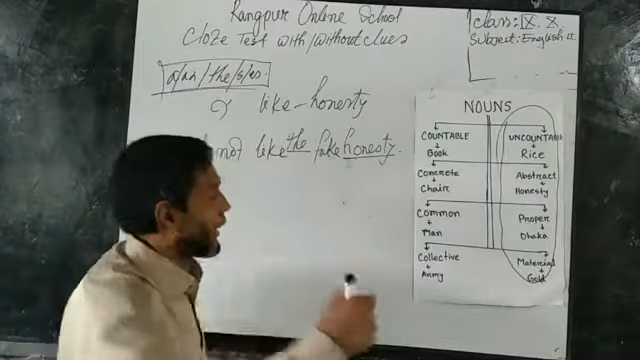 Rangpur Online School
Cloze Test with/without clues
Class: IX. X.
Subject: English II
a/an/the/s/es.
like - honesty
not like the fake honesty.
NOUNS
COUNTABLE
UNCOUNTABLE
Book
Rice
Concrete
Abstract
Chair
Honesty
Common
Proper
Man
Dhaka
Collective
Material
Army
Gold